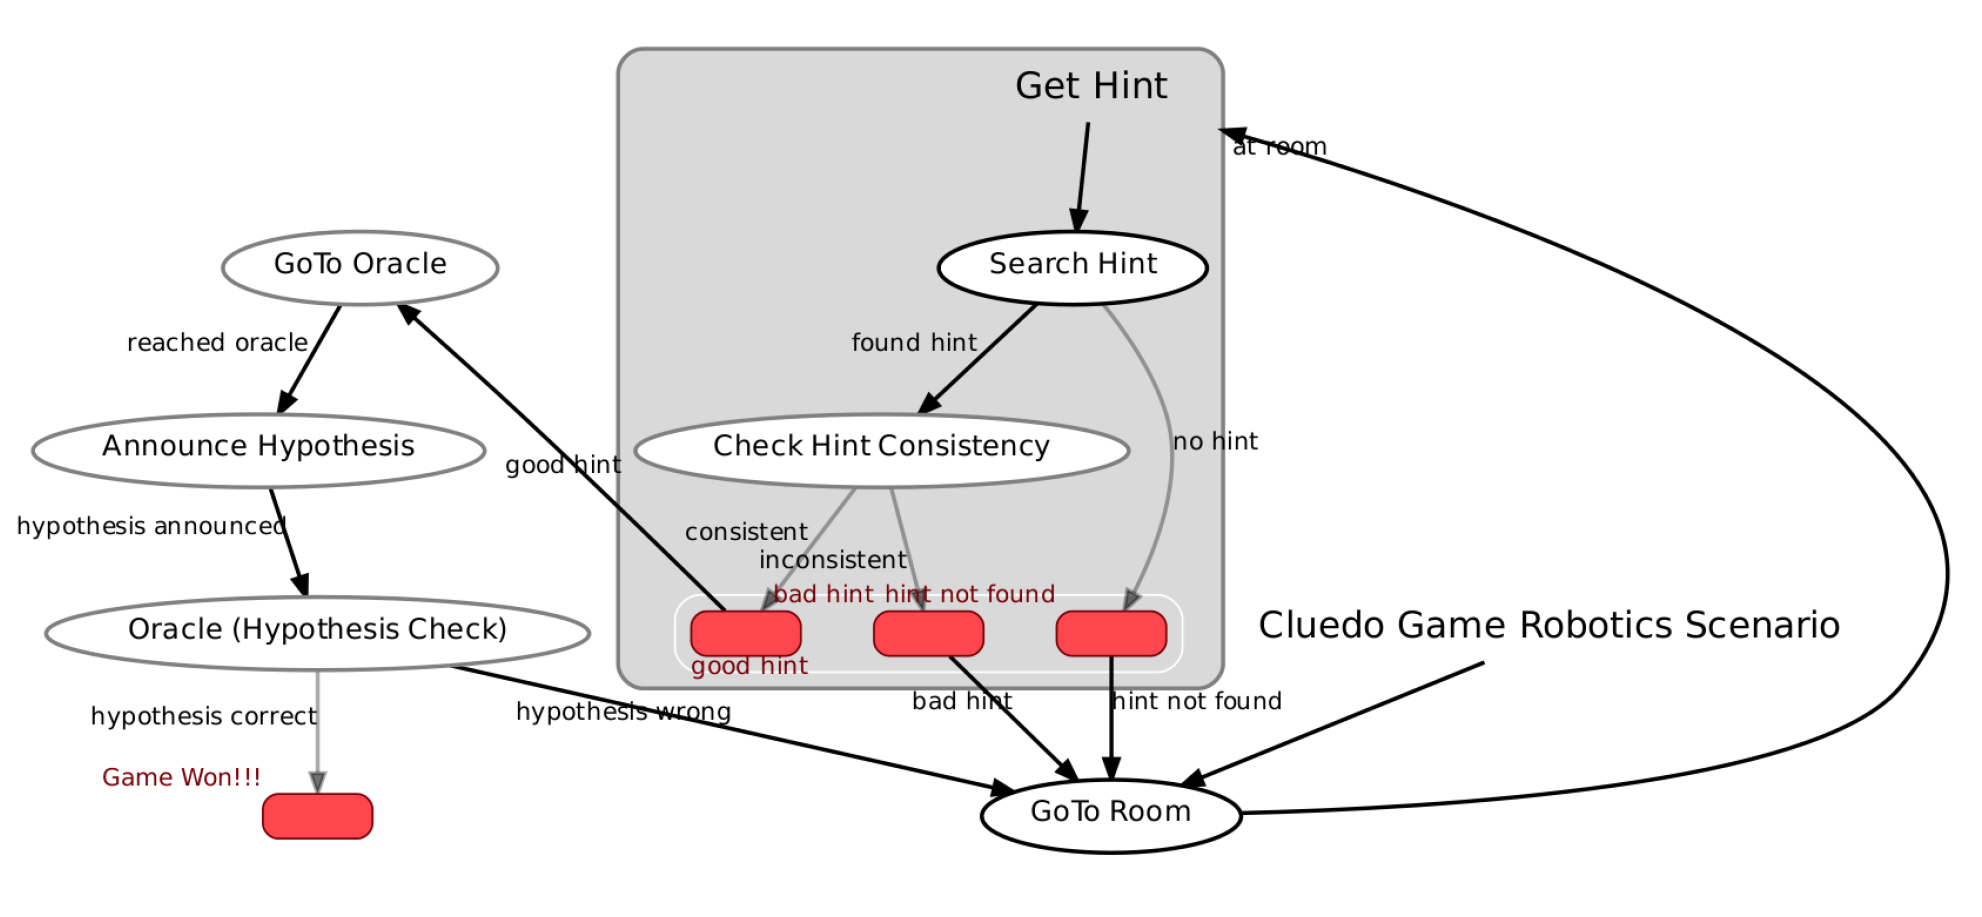 Get Hint
at room
GoTo Oracle
Search Hint
reached oracle
found hint
Announce Hypothesis
good hint
Check Hint Consistency
no hint
hypothesis announced
consistent
inconsistent
bad hint
hint not found
Oracle (Hypothesis Check)
good hint
Cluedo Game Robotics Scenario
hypothesis correct
hypothesis wrong
bad hint
hint not found
Game Won!!!
GoTo Room